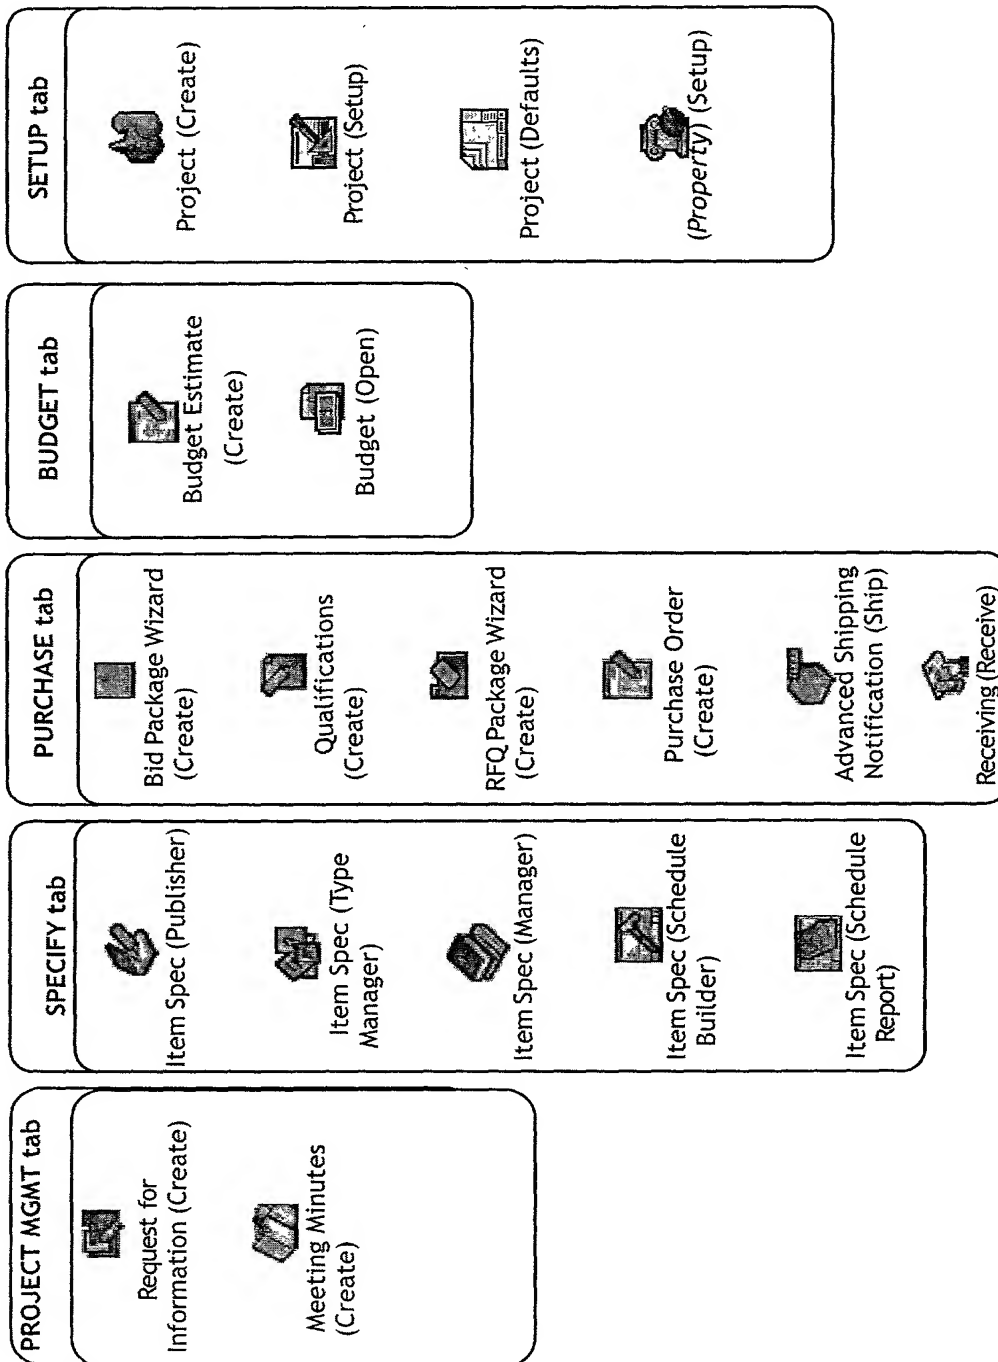 PROJECT MGMT tab
Request for
Information (Create)
Meeting Minutes
(Create)
SPECIFY tab
Item Spec (Publisher)
Item Spec (Type
Manager)
Item Spec (Manager)
Item Spec (Schedule
Builder)
Item Spec (Schedule
Report)
PURCHASE tab
Bid Package Wizard
(Create)
Qualifications
(Create)
RFQ Package Wizard
(Create)
Purchase Order
(Create)
Advanced Shipping
Notification (Ship)
Receiving (Receive)
BUDGET tab
Budget Estimate
(Create)
Budget (Open)
SETUP tab
Project (Create)
Project (Setup)
Project (Defaults)
(Property) (Setup)